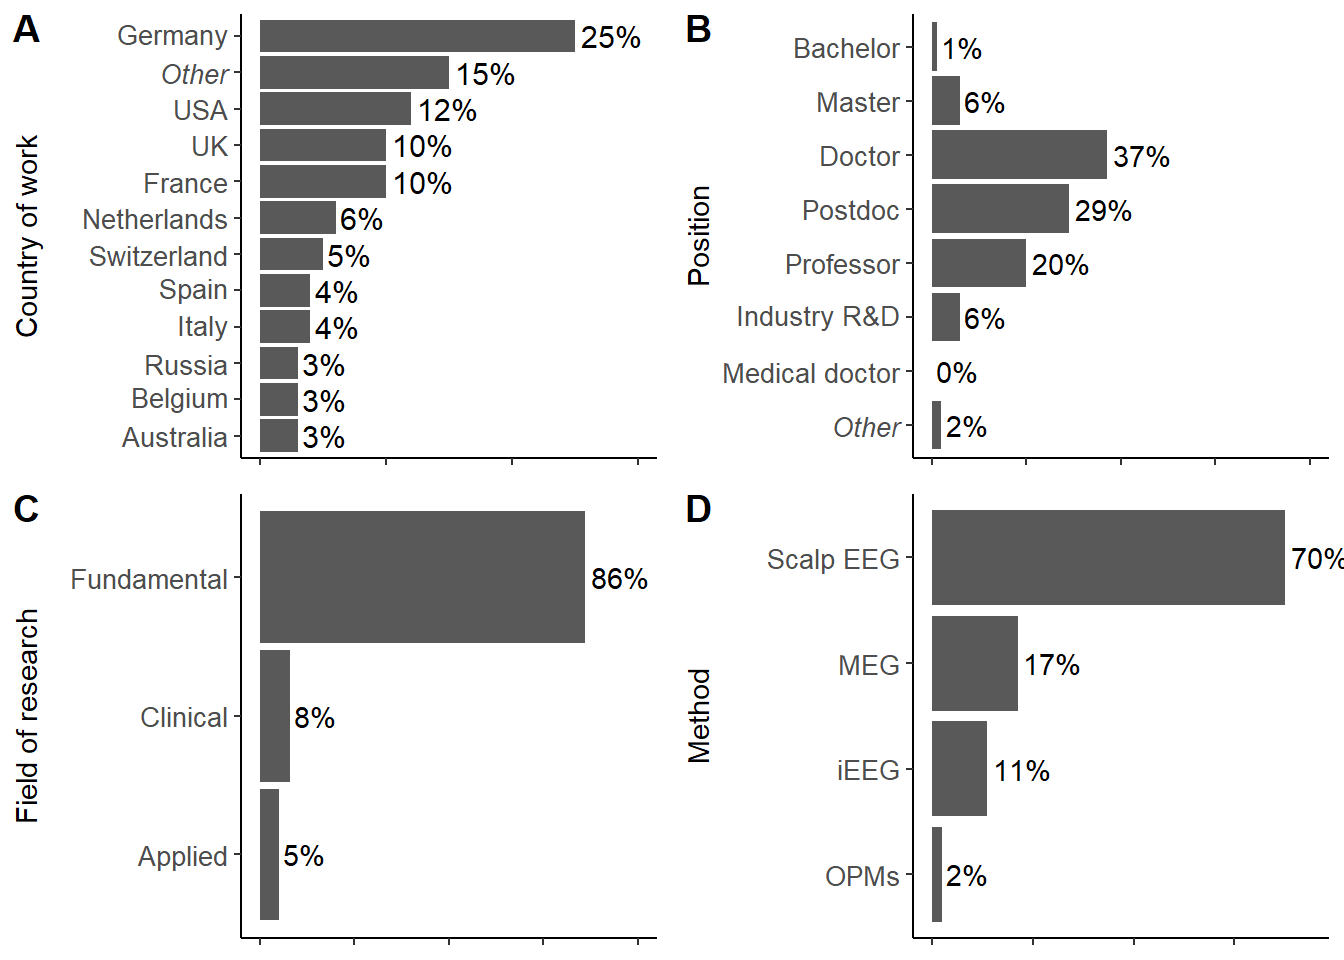 A
Country of work
Germany 25%
Other 15%
USA 12%
UK 10%
France 10%
Netherlands 6%
Switzerland 5%
Spain 4%
Italy 4%
Russia 3%
Belgium 3%
Australia 3%
B
Position
Bachelor 1%
Master 6%
Doctor 37%
Postdoc 29%
Professor 20%
Industry R&D 6%
Medical doctor 0%
Other 2%
C
Field of research
Fundamental 86%
Clinical 8%
Applied 5%
D
Method
Scalp EEG 70%
MEG 17%
iEEG 11%
OPMs 2%